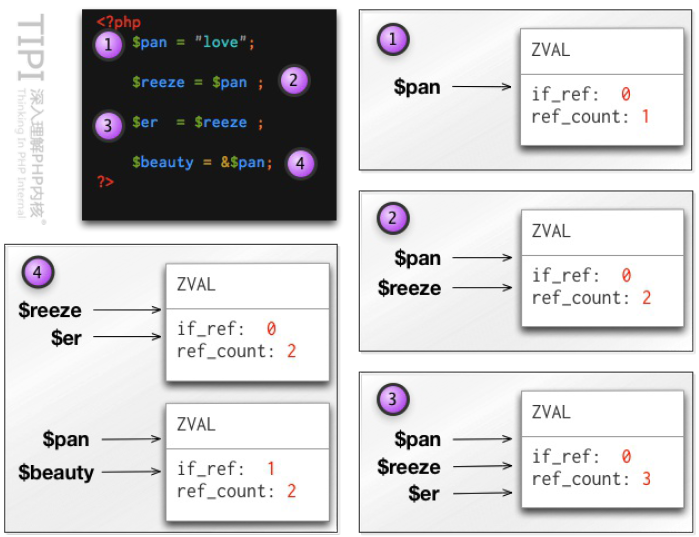 TIPI 深入理解PHP内核®
Thinking In PHP Internal
<?php
1 $pan = "love";
$reeze = $pan ; 2
3 $er = $reeze ;
$beauty = &$pan; 4
?>
1
$pan
ZVAL
if_ref: 0
ref_count: 1
2
$pan
$reeze
ZVAL
if_ref: 0
ref_count: 2
3
$pan
$reeze
$er
ZVAL
if_ref: 0
ref_count: 3
4
$reeze
$er
ZVAL
if_ref: 0
ref_count: 2
$pan
$beauty
ZVAL
if_ref: 1
ref_count: 2